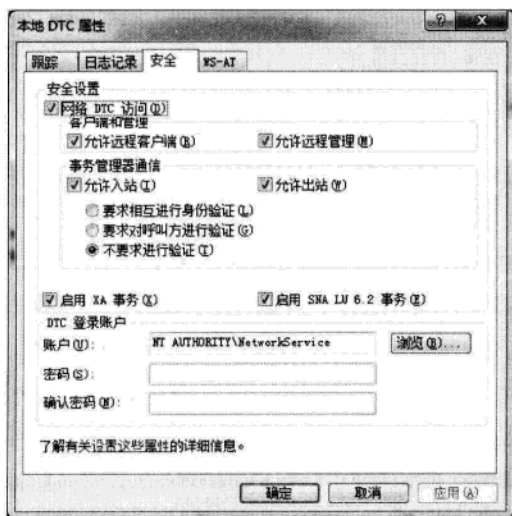 本地 DTC 属性
跟踪 日志记录 安全 WS-AT
安全设置
网络 DTC 访问(D)
客户端和管理
允许远程客户端(R) 允许远程管理(M)
事务管理器通信
允许入站(I) 允许出站(W)
要求相互进行身份验证(L)
要求对呼叫方进行验证(G)
不要求进行验证(T)
启用 XA 事务(X) 启用 SNA LU 6.2 事务(E)
DTC 登录账户
账户(U): NT AUTHORITY\NetworkService 浏览(B)...
密码(S):
确认密码(N):
了解有关设置这些属性的详细信息。
确定 取消 应用(A)